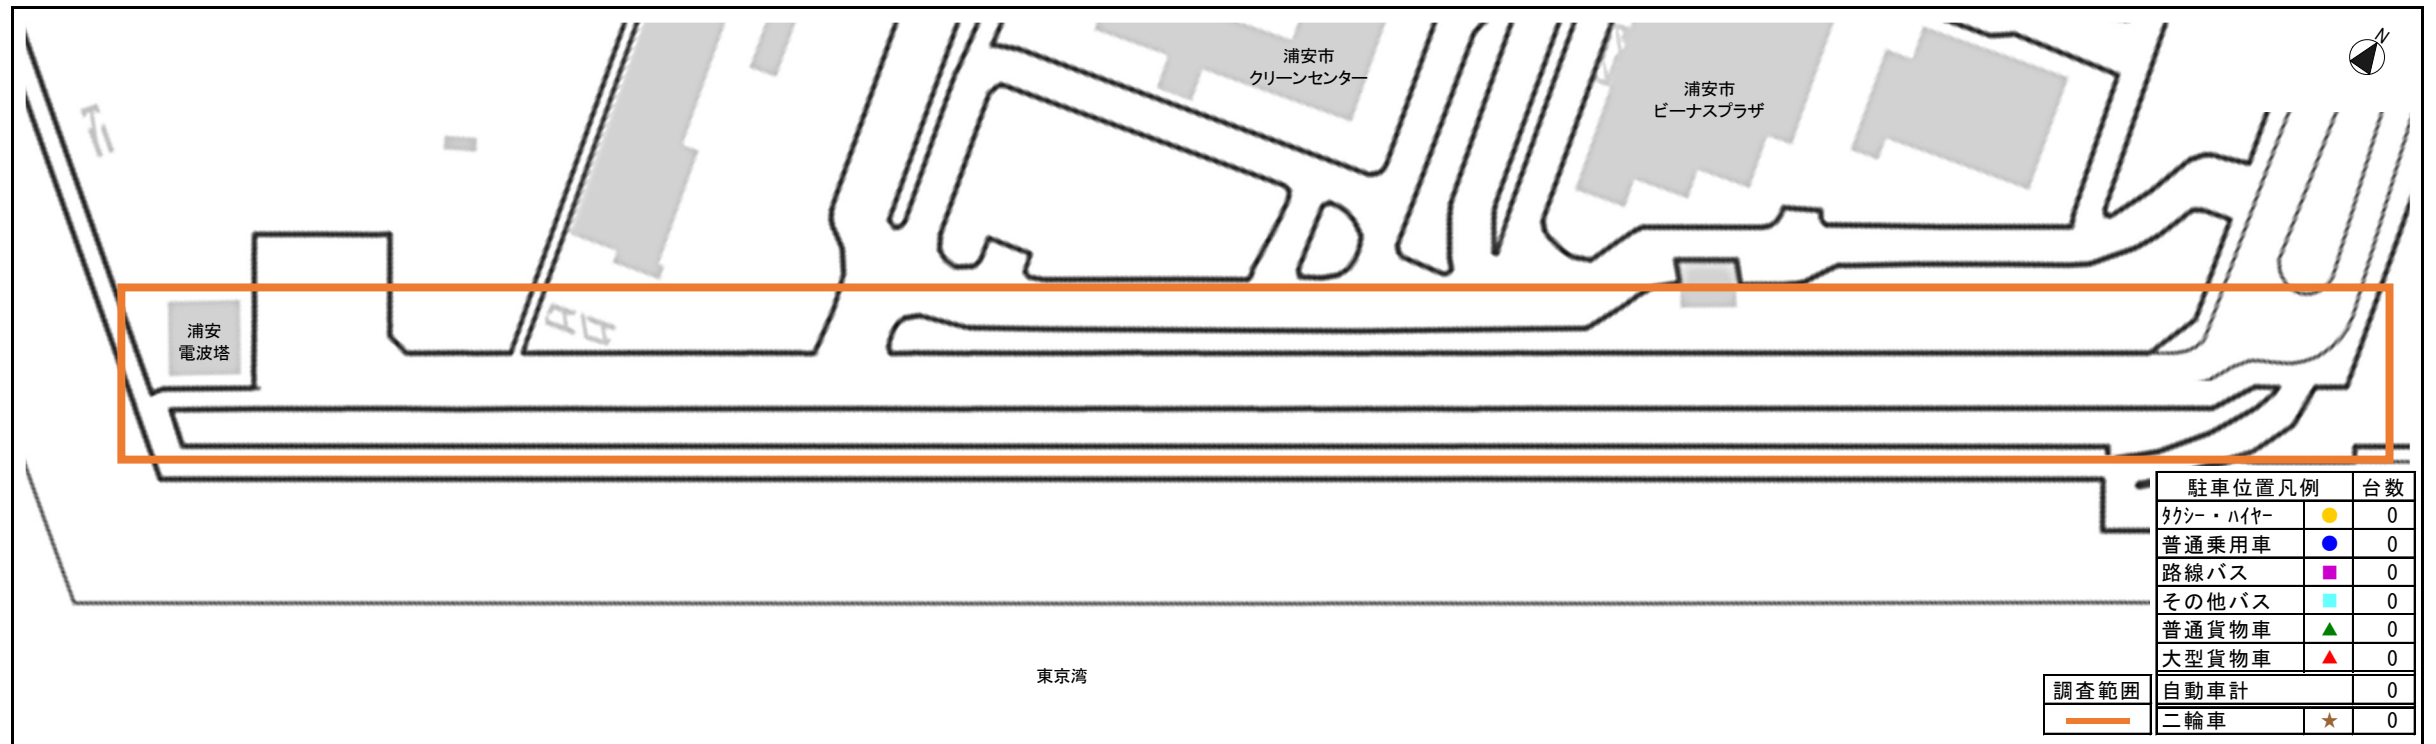 浦安市
クリーンセンター
浦安市
ビーナスプラザ
N
浦安
電波塔
東京湾
調査範囲
駐車位置凡例 台数
ﾀｸｼｰ・ﾊｲﾔｰ 0
普通乗用車 0
路線バス 0
その他バス 0
普通貨物車 0
大型貨物車 0
自動車計 0
二輪車 0